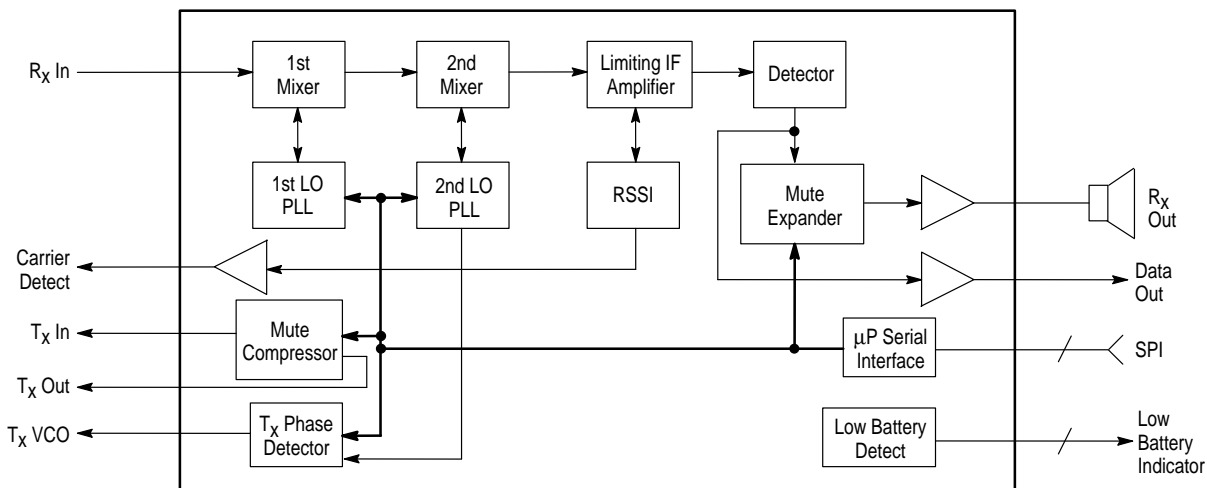 Rx In
1st
Mixer
2nd
Mixer
Limiting IF
Amplifier
Detector
1st LO
PLL
2nd LO
PLL
RSSI
Mute
Expander
Rx
Out
Carrier
Detect
Data
Out
Tx In
Mute
Compressor
µP Serial
Interface
SPI
Tx Out
Tx VCO
Tx Phase
Detector
Low Battery
Detect
Low
Battery
Indicator